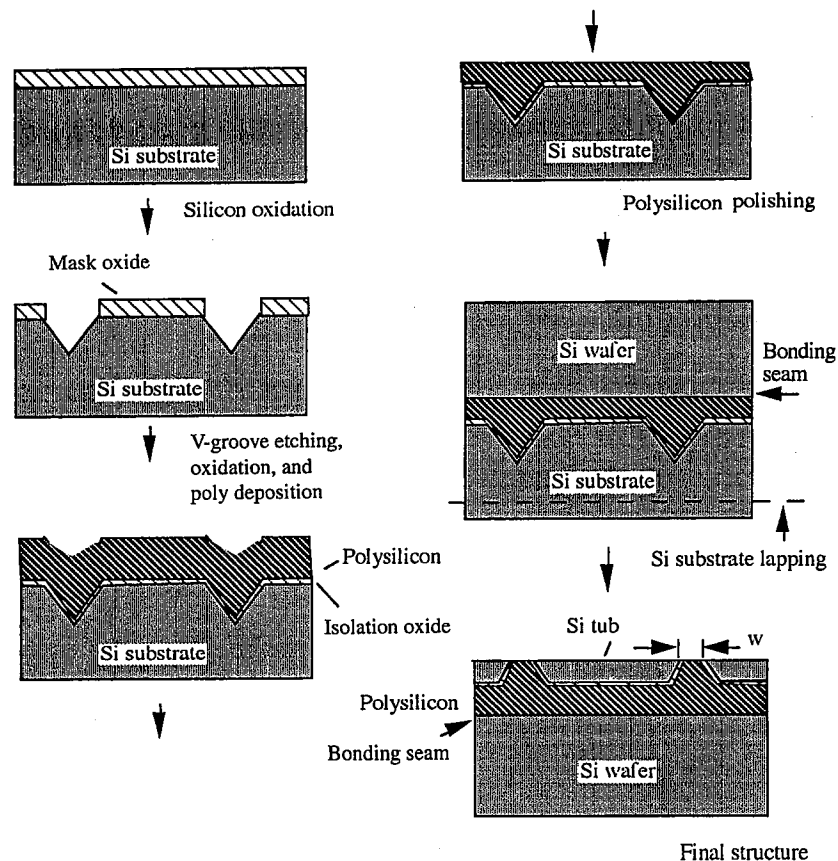 Si substrate
Silicon oxidation
Mask oxide
Si substrate
V-groove etching,
oxidation, and
poly deposition
Polysilicon
Isolation oxide
Si substrate
Si substrate
Polysilicon polishing
Si wafer
Bonding
seam
Si substrate
Si substrate lapping
Si tub
w
Polysilicon
Bonding seam
Si wafer
Final structure